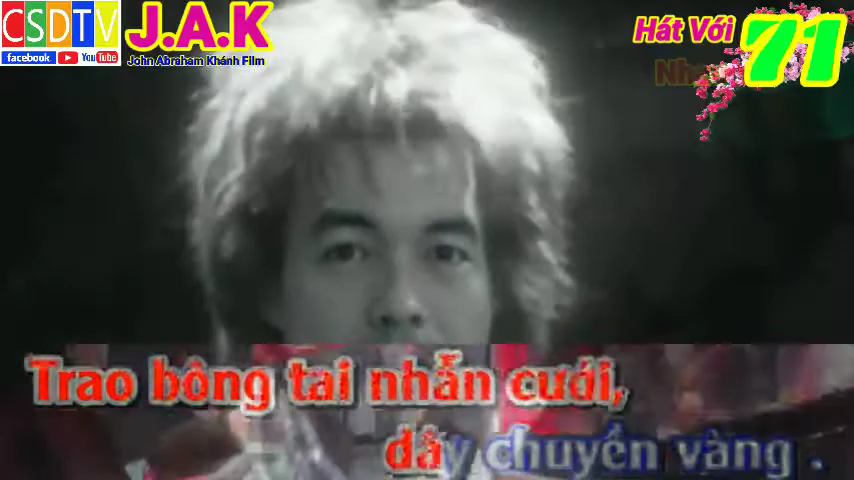 CSDTV
facebook YouTube
J.A.K
John Abraham Khánh Film
Hát Với 71
Trao bông tai nhẫn cưới,
dây chuyền vàng .